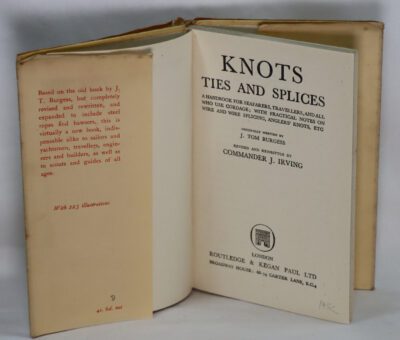 Based on the old book by J.
T. Burgess, but completely
revised and rewritten, and
expanded to include steel
ropes and hawsers, this is
virtually a new book, indis-
pensable alike to sailors and
yachtsmen, travellers, engin-
eers and builders, as well as
to scouts and guides of all
ages.
With 223 illustrations
4s. 6d. net
KNOTS
TIES AND SPLICES
A HANDBOOK FOR SEAFARERS, TRAVELLERS, AND ALL
WHO USE CORDAGE; WITH PRACTICAL NOTES ON
WIRE AND WIRE SPLICING, ANGLERS' KNOTS, ETC
ORIGINALLY WRITTEN BY
J. TOM BURGESS
REVISED AND REWRITTEN BY
COMMANDER J. IRVING
LONDON
ROUTLEDGE & KEGAN PAUL LTD
BROADWAY HOUSE: 68-74 CARTER LANE, E.C.4